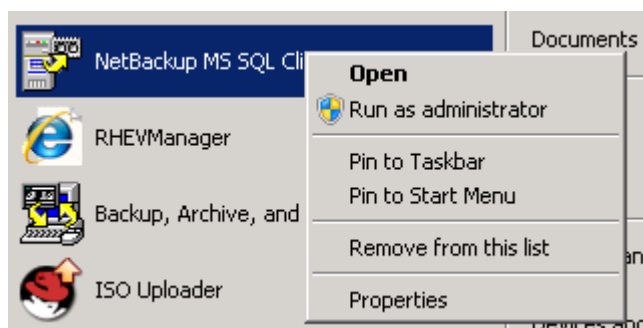 NetBackup MS SQL Cli
RHEVManager
Backup, Archive, and
ISO Uploader
Open
Run as administrator
Pin to Taskbar
Pin to Start Menu
Remove from this list
Properties
Documents